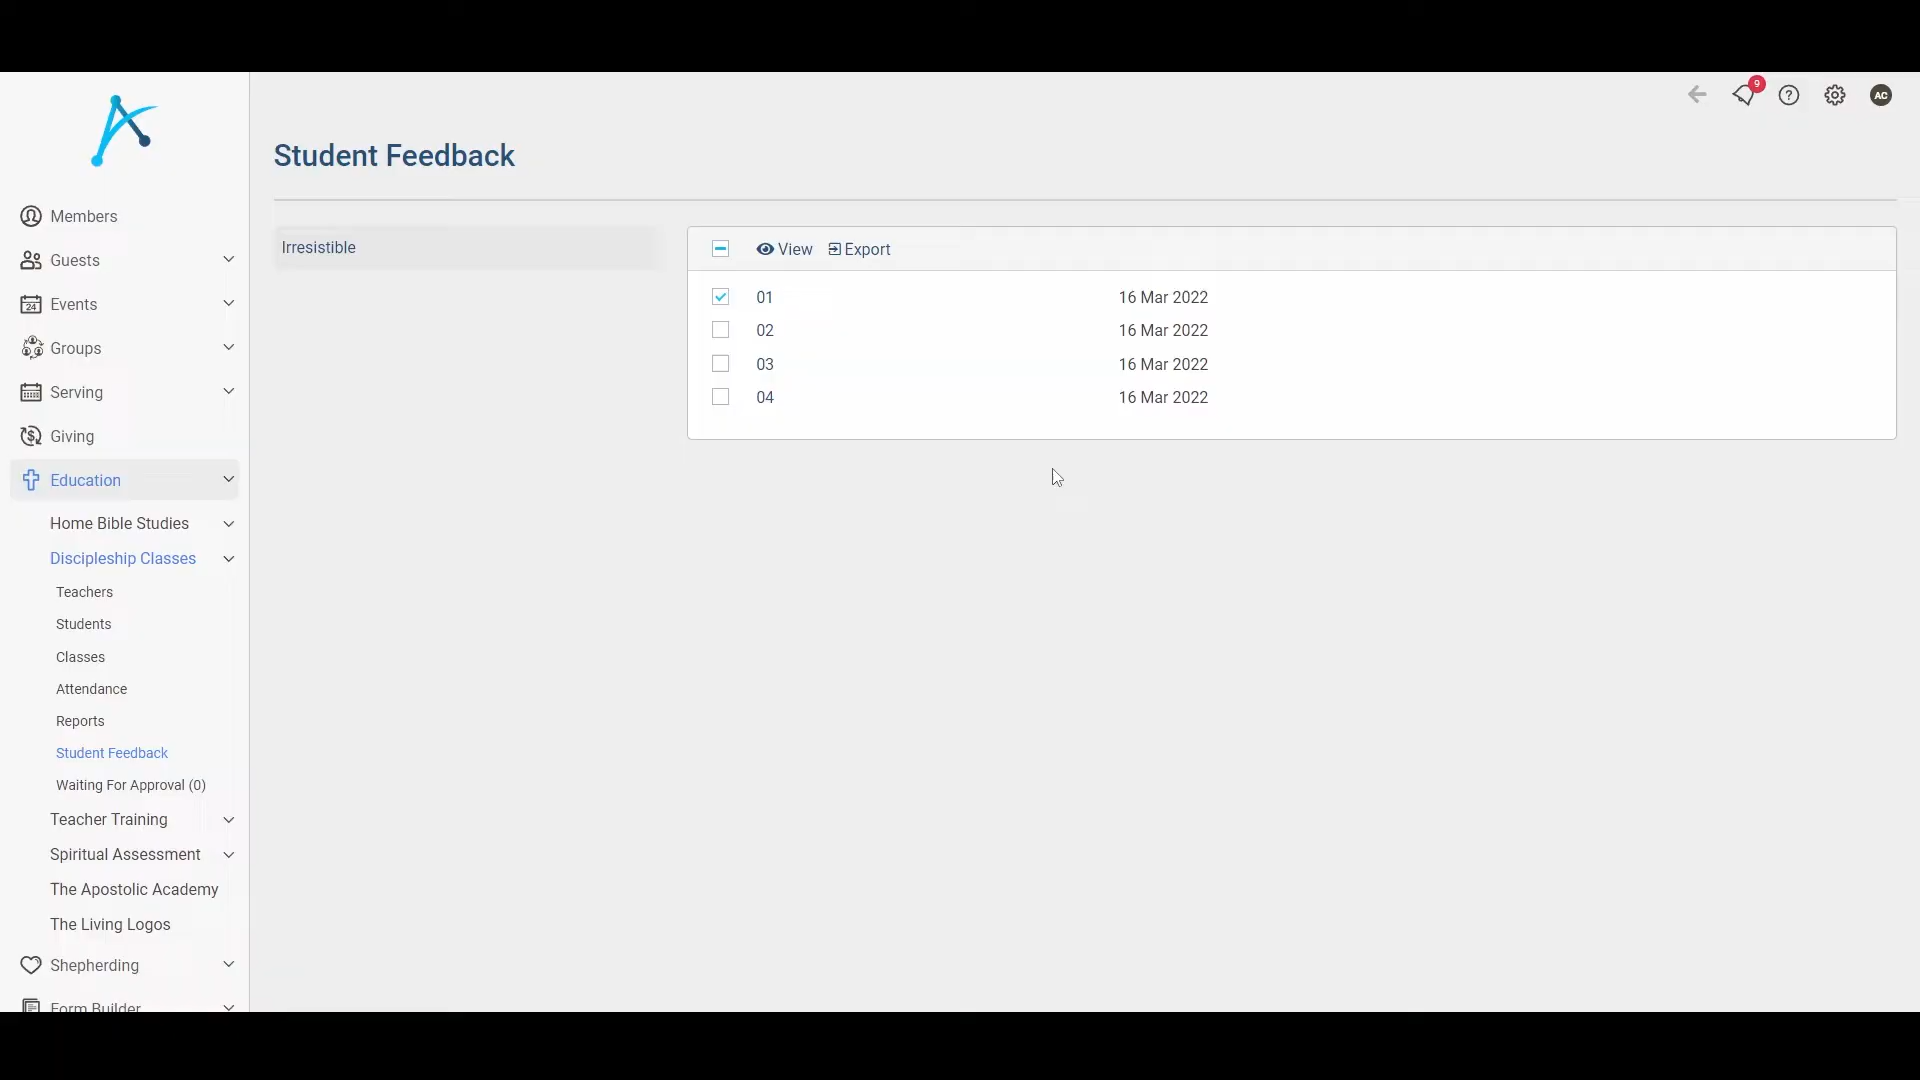 9
AC
Student Feedback
Members
Guests
24 Events
Groups
Serving
Giving
Education
Home Bible Studies
Discipleship Classes
Teachers
Students
Classes
Attendance
Reports
Student Feedback
Waiting For Approval (0)
Teacher Training
Spiritual Assessment
The Apostolic Academy
The Living Logos
Shepherding
Form Builder
Irresistible
View Export
01 16 Mar 2022
02 16 Mar 2022
03 16 Mar 2022
04 16 Mar 2022